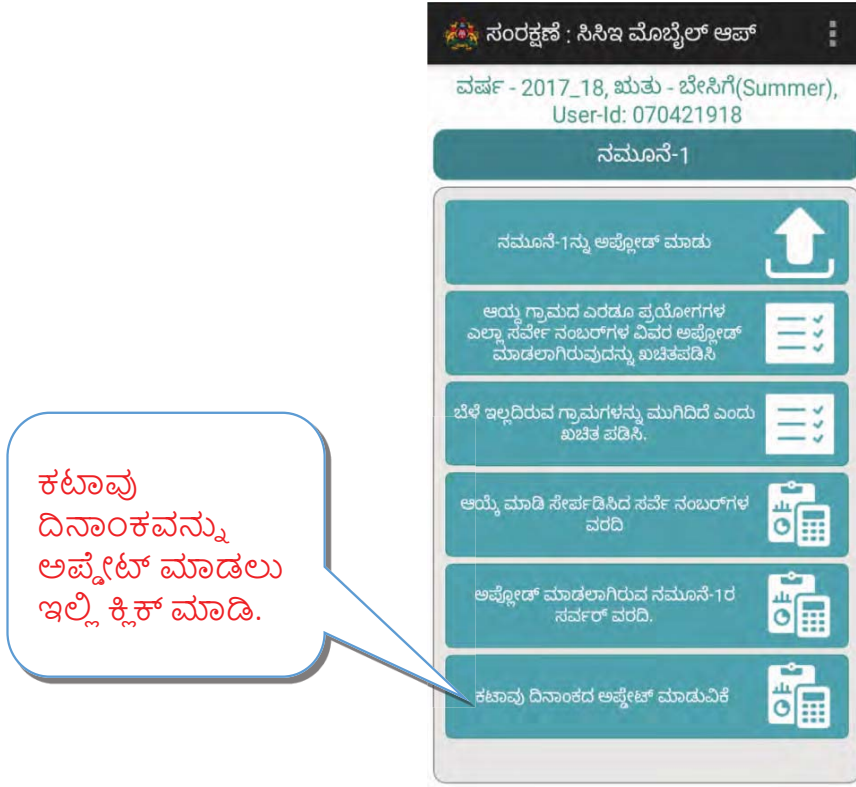 ಸಂರಕ್ಷಣೆ : ಸಿಸಿಇ ಮೊಬೈಲ್ ಆಪ್
ವರ್ಷ - 2017_18, ಋತು - ಬೇಸಿಗೆ(Summer),
User-Id: 070421918
ನಮೂನೆ-1
ನಮೂನೆ-1ನ್ನು ಅಪ್ಲೋಡ್ ಮಾಡು
ಆಯ್ದ ಗ್ರಾಮದ ಎರಡೂ ಪ್ರಯೋಗಗಳ
ಎಲ್ಲಾ ಸರ್ವೇ ನಂಬರ್‌ಗಳ ವಿವರ ಅಪ್ಲೋಡ್
ಮಾಡಲಾಗಿರುವುದನ್ನು ಖಚಿತಪಡಿಸಿ
ಬೆಳೆ ಇಲ್ಲದಿರುವ ಗ್ರಾಮಗಳನ್ನು ಮುಗಿದಿದೆ ಎಂದು
ಖಚಿತ ಪಡಿಸಿ.
ಆಯ್ಕೆ ಮಾಡಿ ಸೇರ್ಪಡಿಸಿದ ಸರ್ವೆ ನಂಬರ್‌ಗಳ
ವರದಿ
ಅಪ್ಲೋಡ್ ಮಾಡಲಾಗಿರುವ ನಮೂನೆ-1ರ
ಸರ್ವರ್ ವರದಿ.
ಕಟಾವು ದಿನಾಂಕದ ಅಪ್ಡೇಟ್ ಮಾಡುವಿಕೆ
ಕಟಾವು
ದಿನಾಂಕವನ್ನು
ಅಪ್ಡೇಟ್ ಮಾಡಲು
ಇಲ್ಲಿ ಕ್ಲಿಕ್ ಮಾಡಿ.